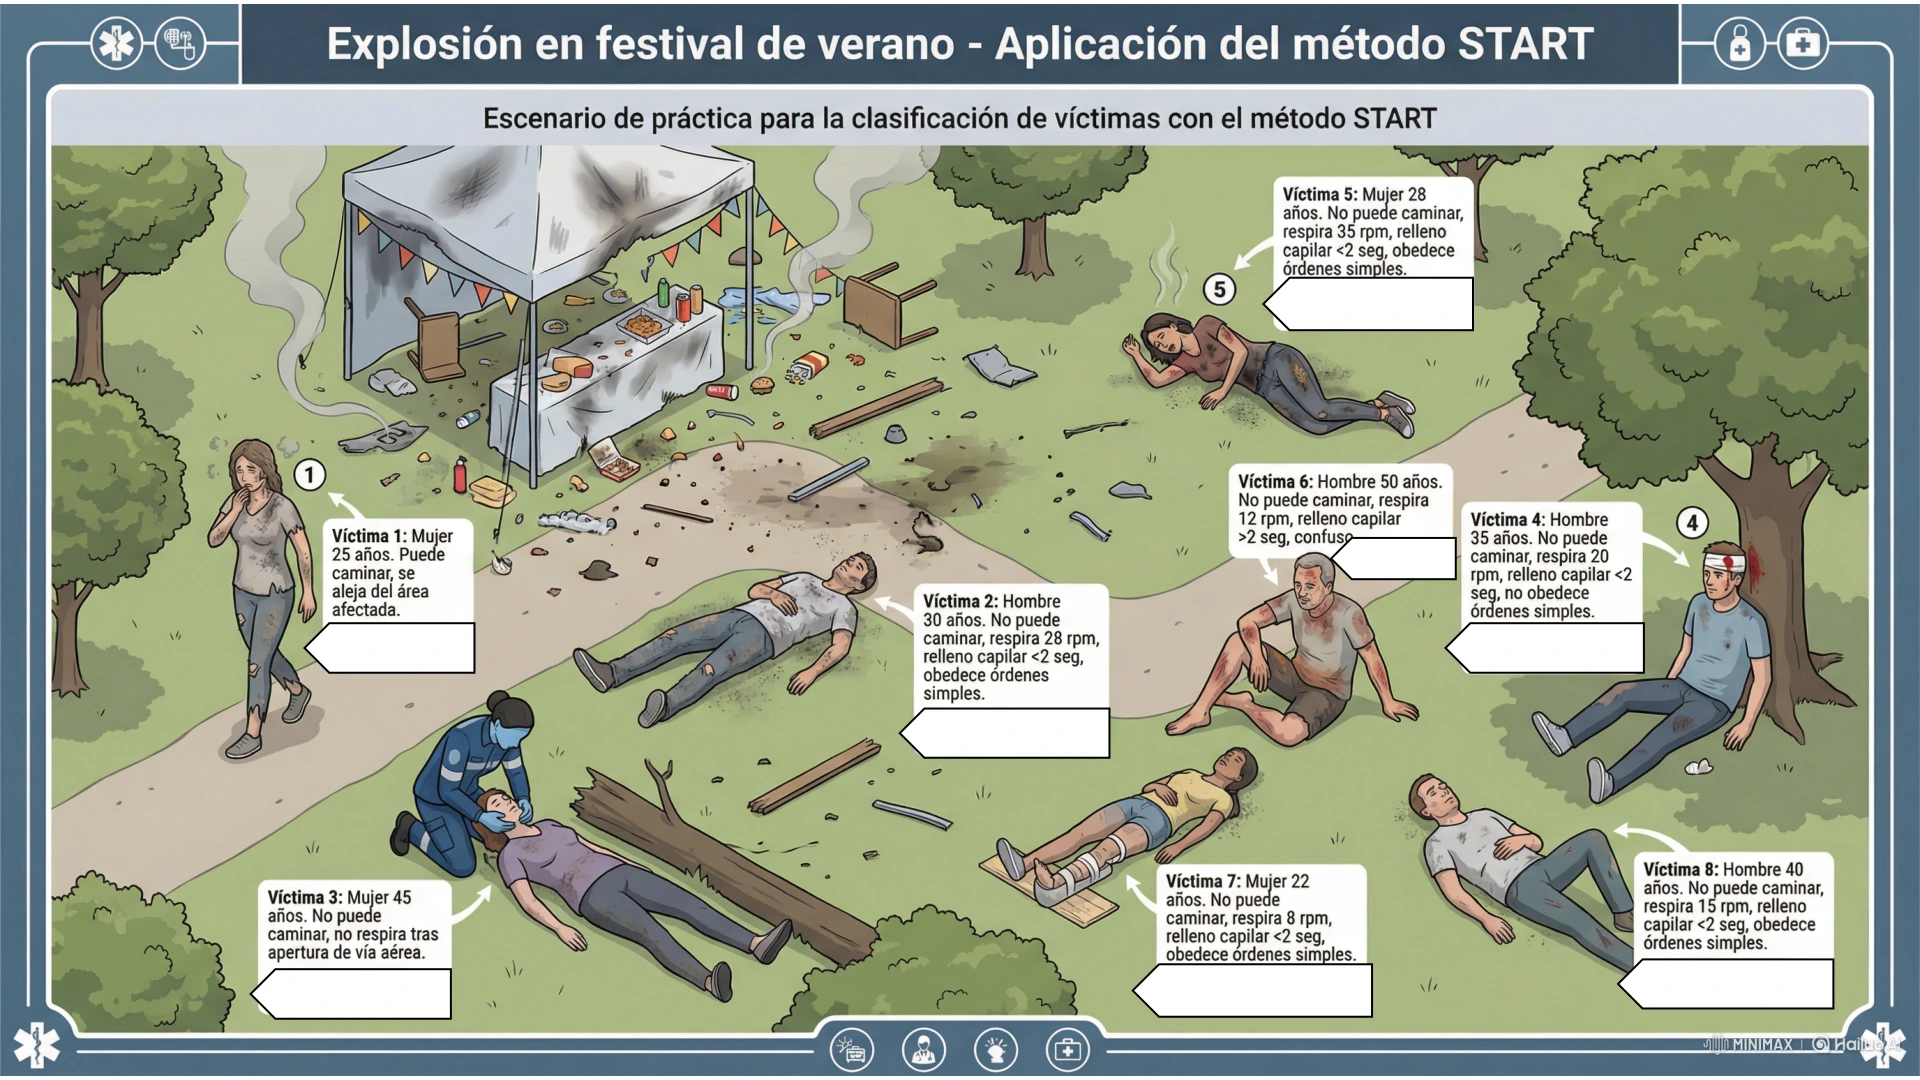 Explosión en festival de verano - Aplicación del método START
Escenario de práctica para la clasificación de víctimas con el método START
Víctima 5: Mujer 28
años. No puede caminar,
respira 35 rpm, relleno
capilar <2 seg, obedece
órdenes simples.
5
1
Víctima 1: Mujer
25 años. Puede
caminar, se
aleja del área
afectada.
Víctima 6: Hombre 50 años.
No puede caminar, respira
12 rpm, relleno capilar
>2 seg, confuso
Víctima 4: Hombre
35 años. No puede
caminar, respira 20
rpm, relleno capilar <2
seg, no obedece
órdenes simples.
4
Víctima 2: Hombre
30 años. No puede
caminar, respira 28 rpm,
relleno capilar <2 seg,
obedece órdenes
simples.
Víctima 3: Mujer 45
años. No puede
caminar, no respira tras
apertura de vía aérea.
Víctima 7: Mujer 22
años. No puede
caminar, respira 8 rpm,
relleno capilar <2 seg,
obedece órdenes simples.
Víctima 8: Hombre 40
años. No puede caminar,
respira 15 rpm, relleno
capilar <2 seg, obedece
órdenes simples.
MINIMAX